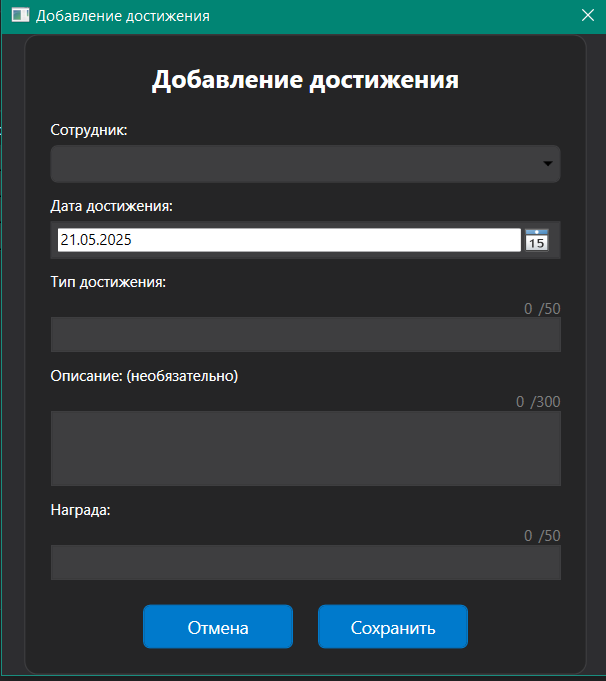 Добавление достижения
Добавление достижения
Сотрудник:
Дата достижения:
21.05.2025
15
Тип достижения:
0 /50
Описание: (необязательно)
0 /300
Награда:
0 /50
Отмена Сохранить